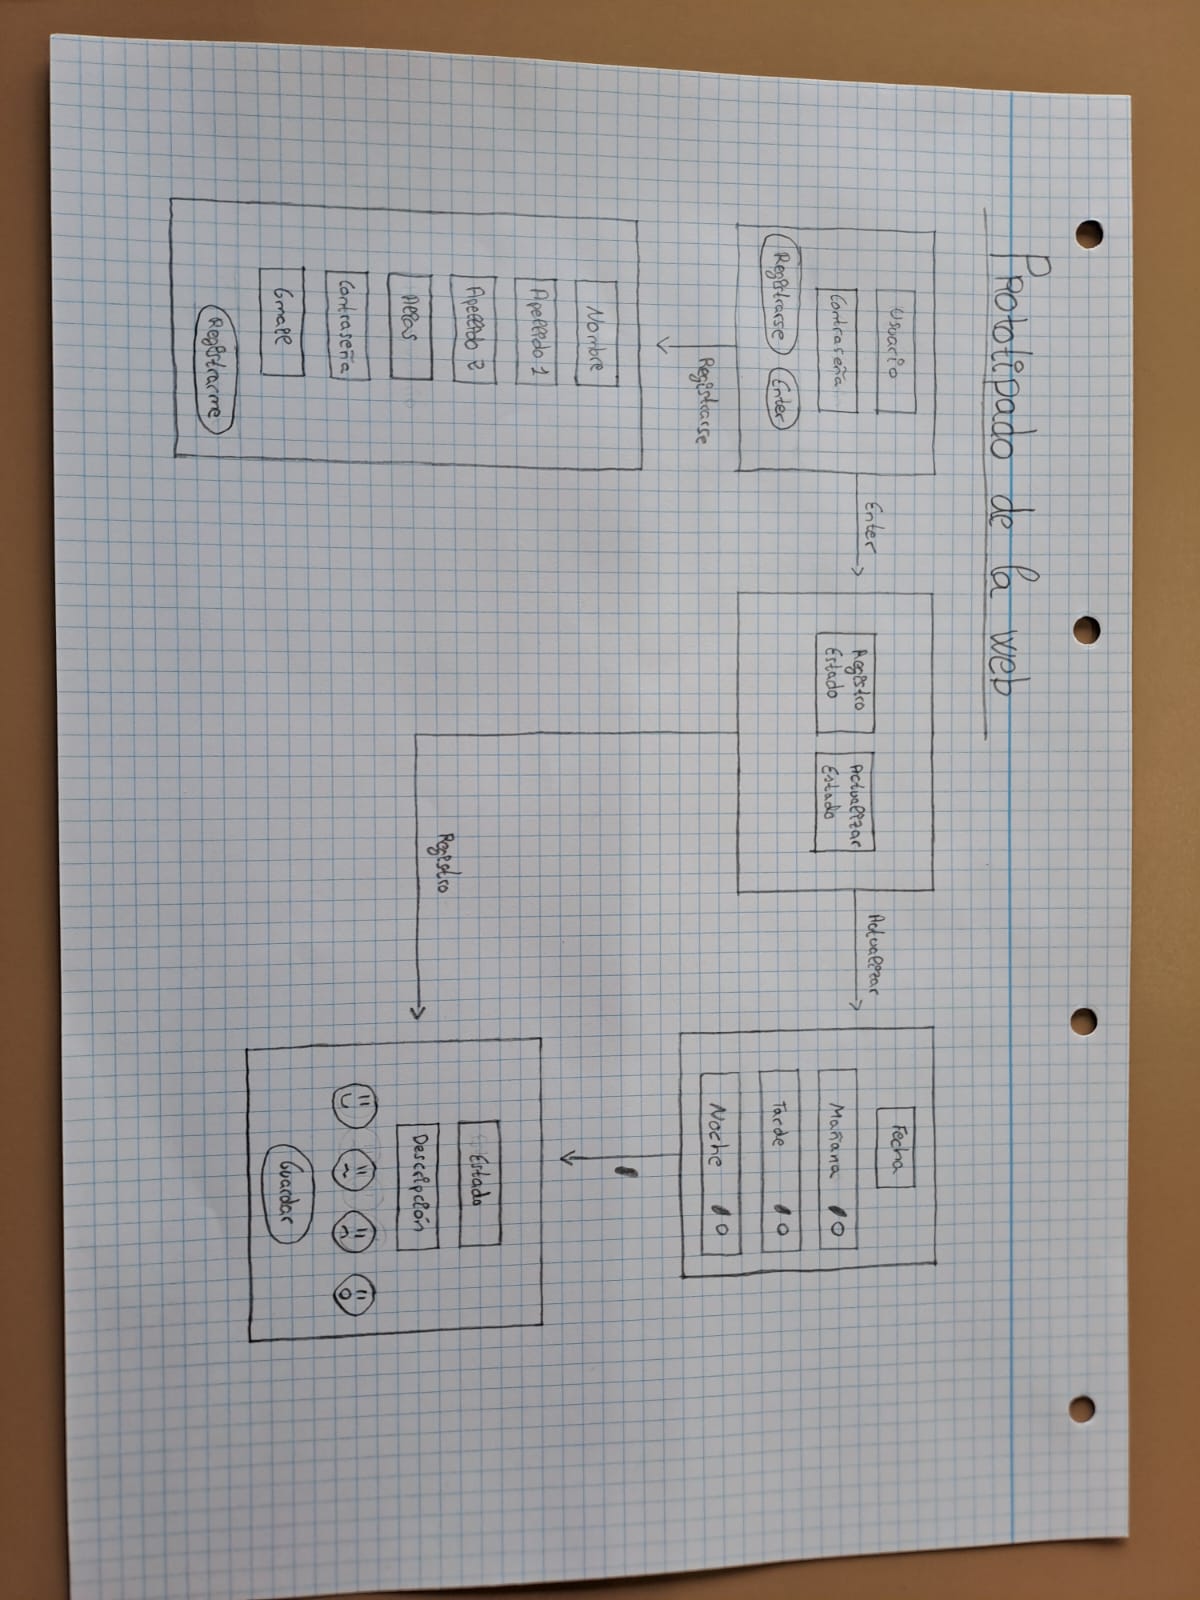 Prototipado de la web
Usuario
Contraseña
Registrarse
Enter
Enter
Registro
Estado
Actualizar
Estado
Actualizar
Fecha
Mañana
Tarde
Noche
Registrarse
Nombre
Apellido 1
Apellido 2
Alias
Contraseña
Gmail
Registrarme
Registro
Estado
Descripción
Guardar